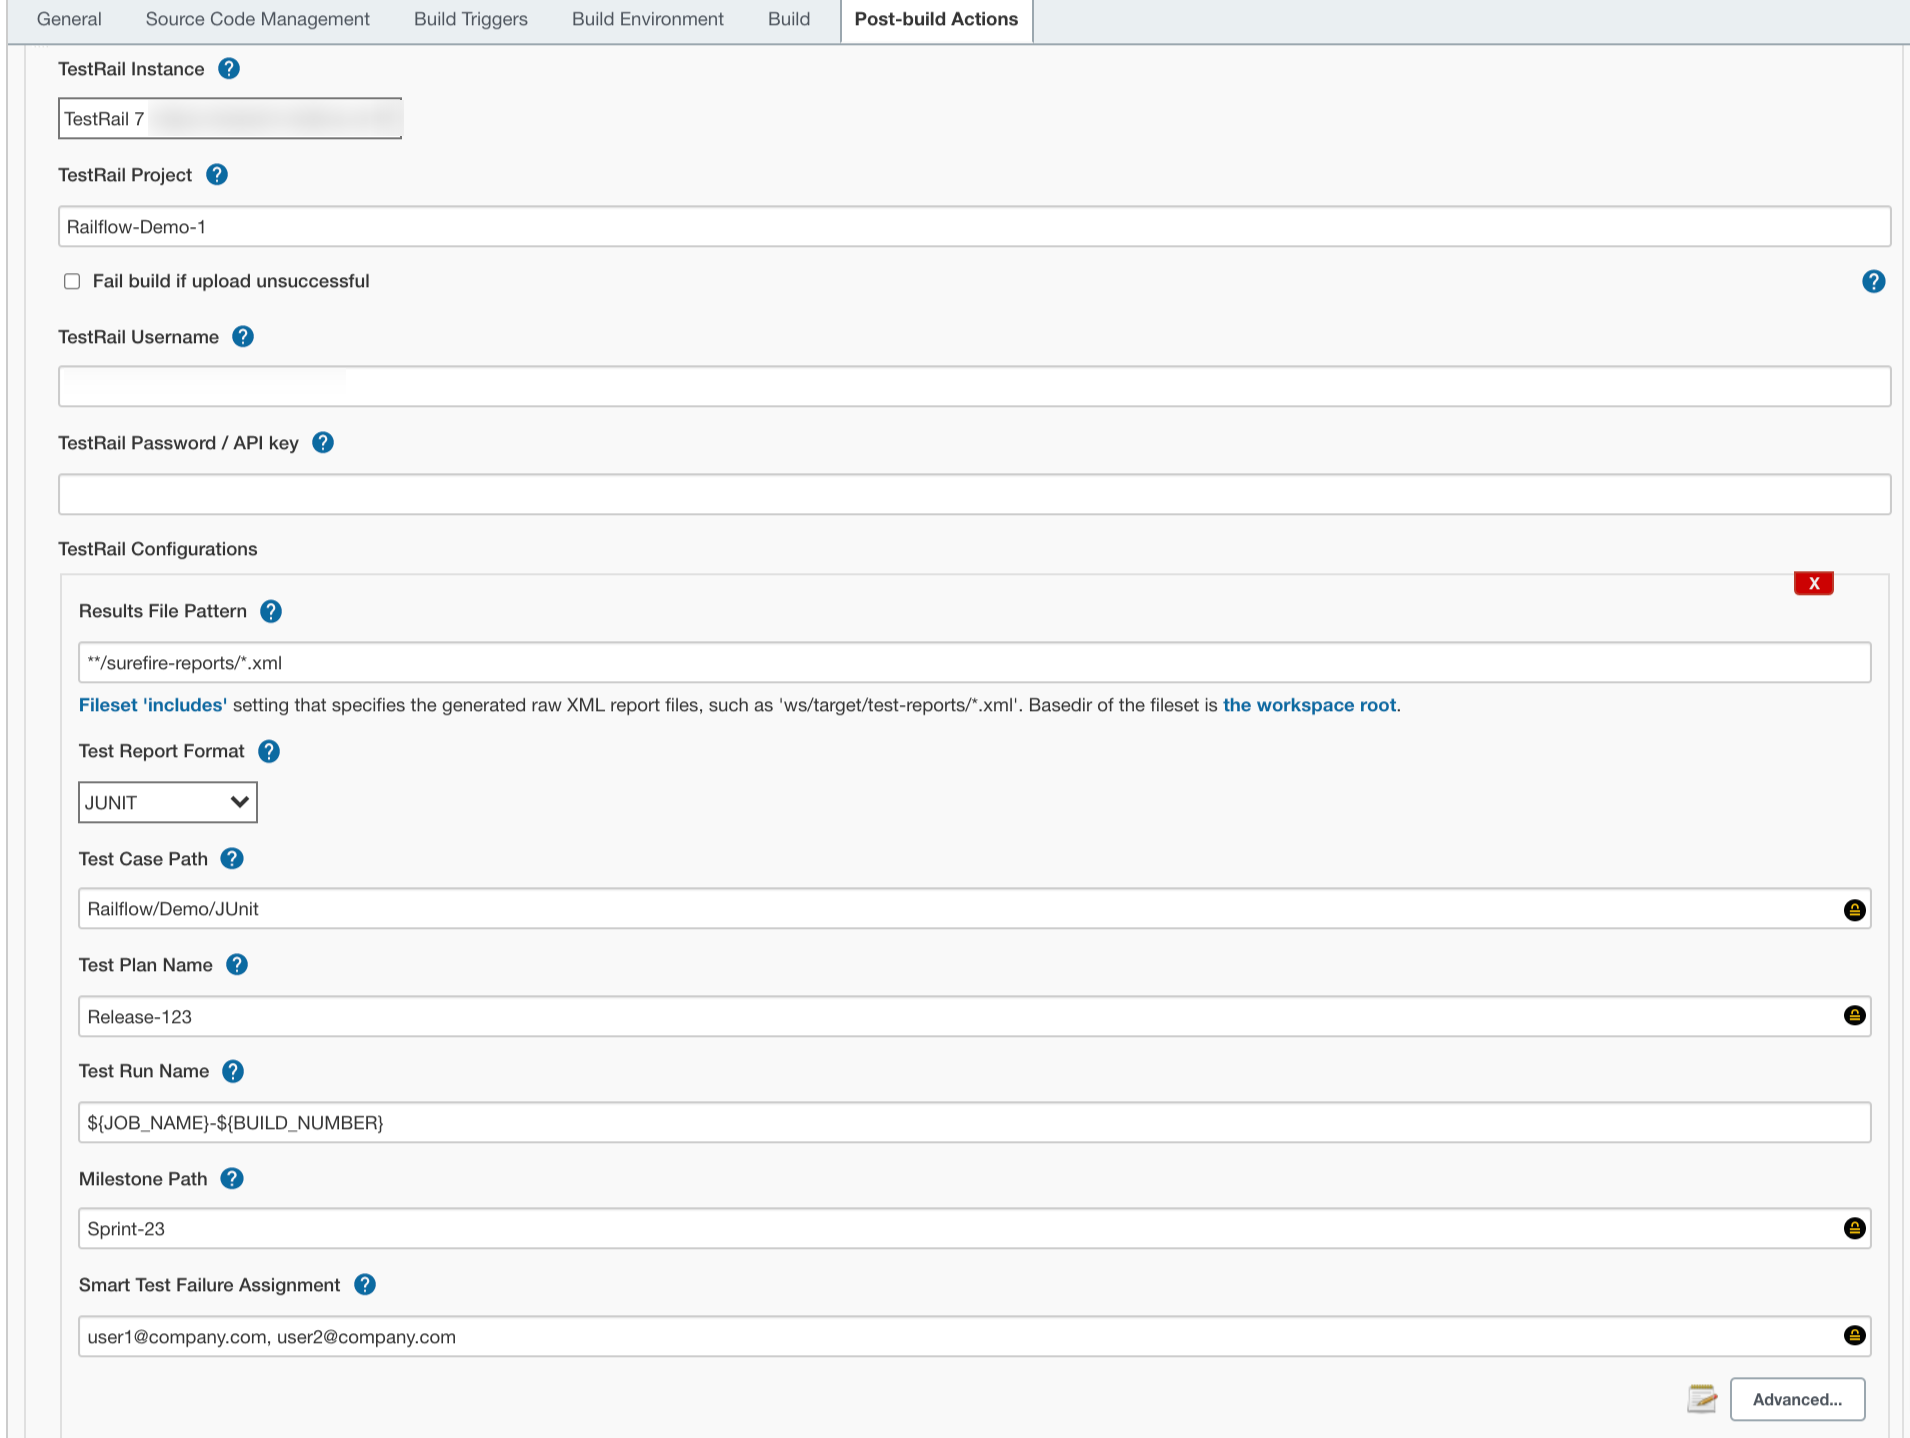 General Source Code Management Build Triggers Build Environment Build Post-build Actions
TestRail Instance ?
TestRail 7
TestRail Project ?
Railflow-Demo-1
Fail build if upload unsuccessful ?
TestRail Username ?
TestRail Password / API key ?
TestRail Configurations
X
Results File Pattern ?
**/surefire-reports/*.xml
Fileset 'includes' setting that specifies the generated raw XML report files, such as 'ws/target/test-reports/*.xml'. Basedir of the fileset is the workspace root.
Test Report Format ?
JUNIT
Test Case Path ?
Railflow/Demo/JUnit
Test Plan Name ?
Release-123
Test Run Name ?
${JOB_NAME}-${BUILD_NUMBER}
Milestone Path ?
Sprint-23
Smart Test Failure Assignment ?
user1@company.com, user2@company.com
Advanced...